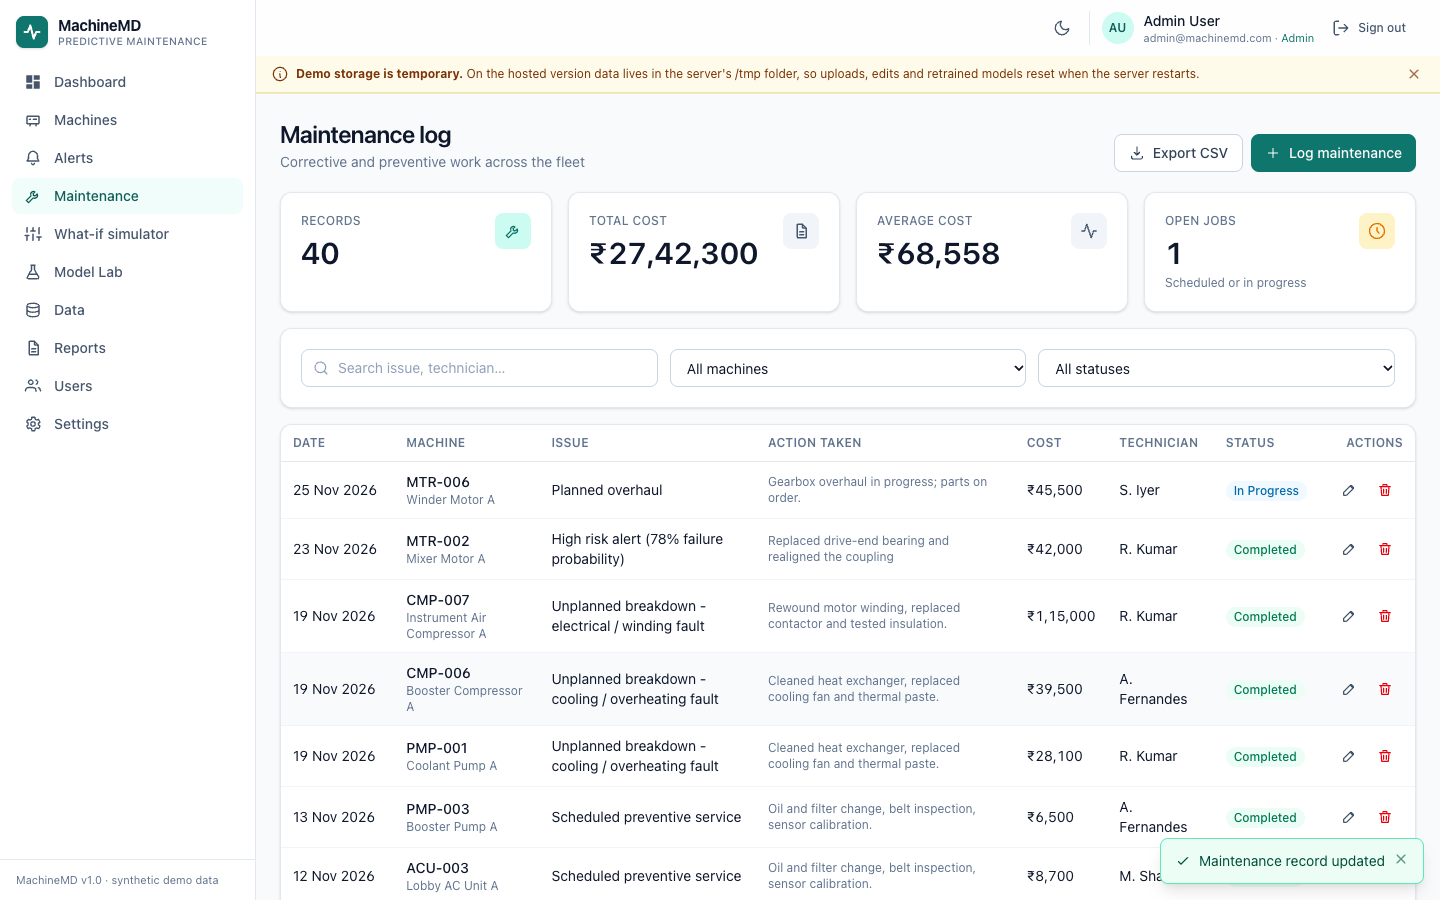 MachineMD
PREDICTIVE MAINTENANCE
Dashboard
Machines
Alerts
Maintenance
What-if simulator
Model Lab
Data
Reports
Users
Settings
MachineMD v1.0 · synthetic demo data
AU
Admin User
admin@machinemd.com · Admin
Sign out
Demo storage is temporary. On the hosted version data lives in the server's /tmp folder, so uploads, edits and retrained models reset when the server restarts.
Maintenance log
Corrective and preventive work across the fleet
Export CSV
Log maintenance
RECORDS
40
TOTAL COST
₹27,42,300
AVERAGE COST
₹68,558
OPEN JOBS
1
Scheduled or in progress
Search issue, technician...
All machines
All statuses
DATE MACHINE ISSUE ACTION TAKEN COST TECHNICIAN STATUS ACTIONS
25 Nov 2026
MTR-006
Winder Motor A
Planned overhaul
Gearbox overhaul in progress; parts on
order.
₹45,500
S. Iyer
In Progress
23 Nov 2026
MTR-002
Mixer Motor A
High risk alert (78% failure
probability)
Replaced drive-end bearing and
realigned the coupling
₹42,000
R. Kumar
Completed
19 Nov 2026
CMP-007
Instrument Air
Compressor A
Unplanned breakdown -
electrical / winding fault
Rewound motor winding, replaced
contactor and tested insulation.
₹1,15,000
R. Kumar
Completed
19 Nov 2026
CMP-006
Booster Compressor
A
Unplanned breakdown -
cooling / overheating fault
Cleaned heat exchanger, replaced
cooling fan and thermal paste.
₹39,500
A.
Fernandes
Completed
19 Nov 2026
PMP-001
Coolant Pump A
Unplanned breakdown -
cooling / overheating fault
Cleaned heat exchanger, replaced
cooling fan and thermal paste.
₹28,100
R. Kumar
Completed
13 Nov 2026
PMP-003
Booster Pump A
Scheduled preventive service
Oil and filter change, belt inspection,
sensor calibration.
₹6,500
A.
Fernandes
Completed
12 Nov 2026
ACU-003
Lobby AC Unit A
Scheduled preventive service
Oil and filter change, belt inspection,
sensor calibration.
₹8,700
M.
Maintenance record updated